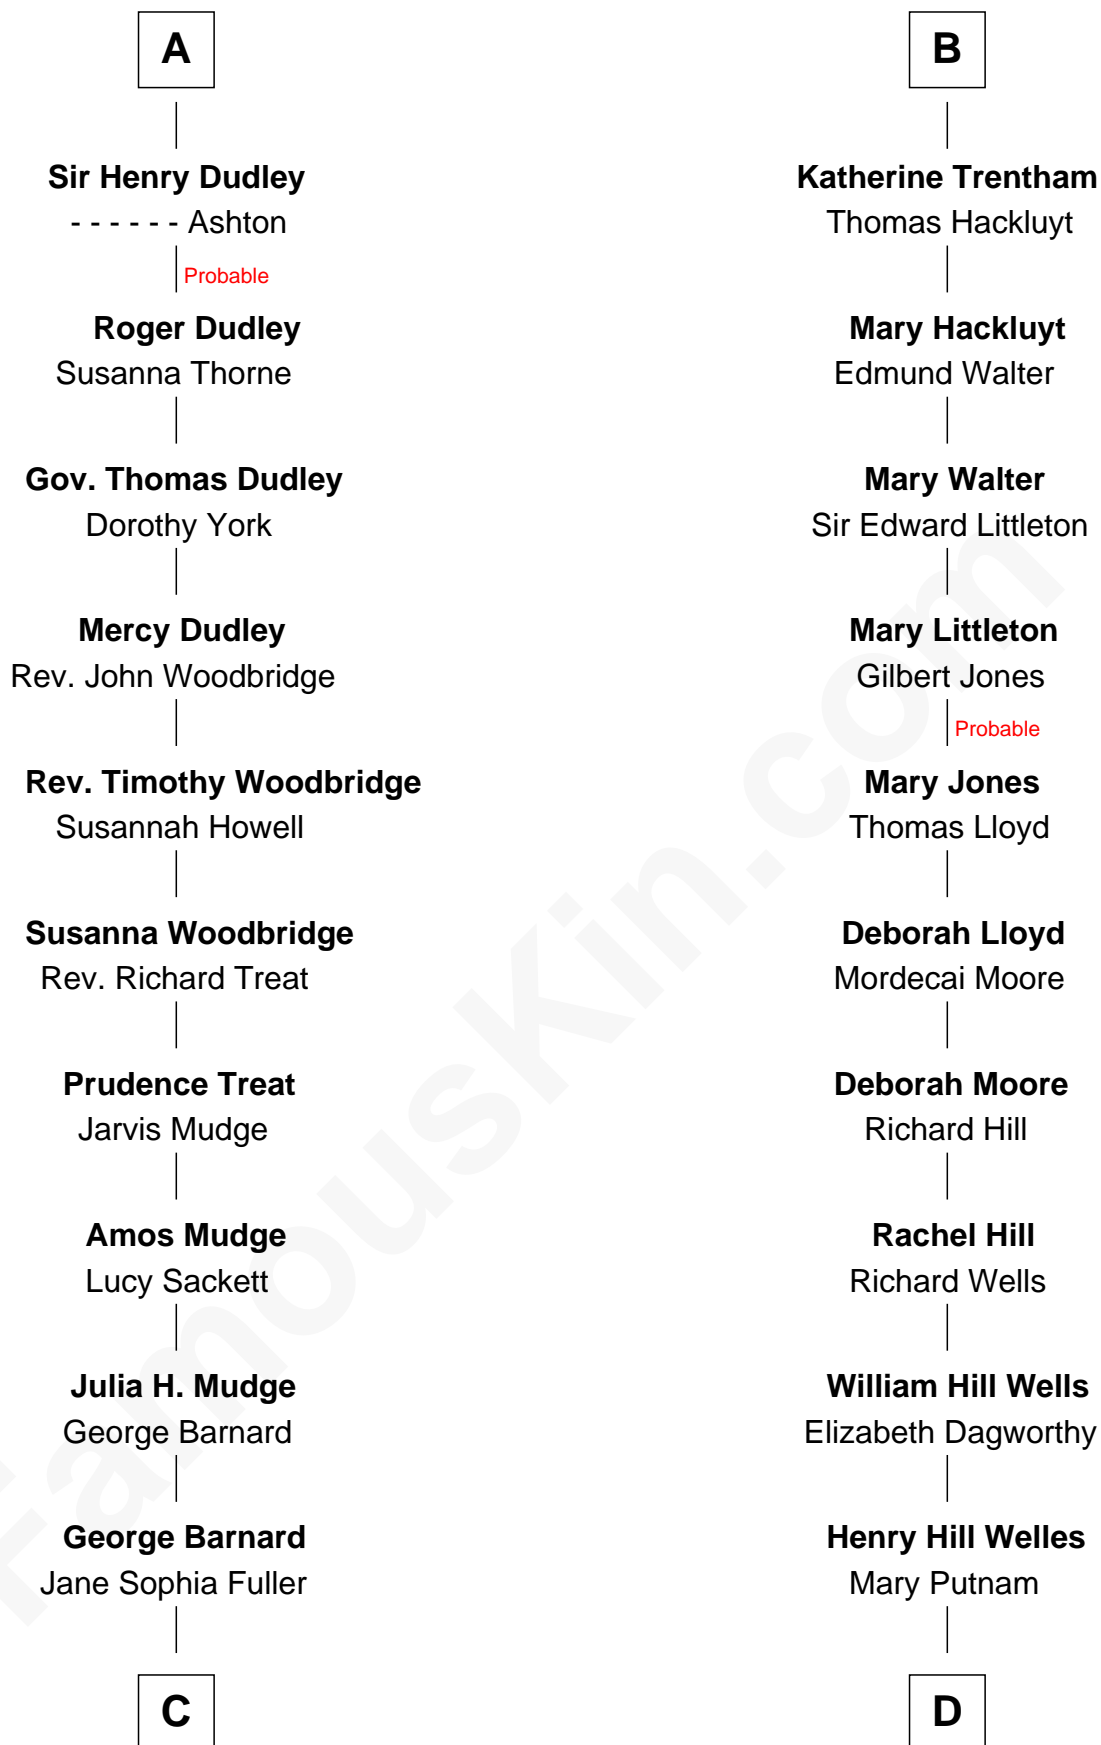 A
Sir Henry Dudley
- - - - - - Ashton
Probable
Roger Dudley
Susanna Thorne
Gov. Thomas Dudley
Dorothy York
Mercy Dudley
Rev. John Woodbridge
Rev. Timothy Woodbridge
Susannah Howell
Susanna Woodbridge
Rev. Richard Treat
Prudence Treat
Jarvis Mudge
Amos Mudge
Lucy Sackett
Julia H. Mudge
George Barnard
George Barnard
Jane Sophia Fuller
C
B
Katherine Trentham
Thomas Hackluyt
Mary Hackluyt
Edmund Walter
Mary Walter
Sir Edward Littleton
Mary Littleton
Gilbert Jones
Probable
Mary Jones
Thomas Lloyd
Deborah Lloyd
Mordecai Moore
Deborah Moore
Richard Hill
Rachel Hill
Richard Wells
William Hill Wells
Elizabeth Dagworthy
Henry Hill Welles
Mary Putnam
D
FamousKin.com